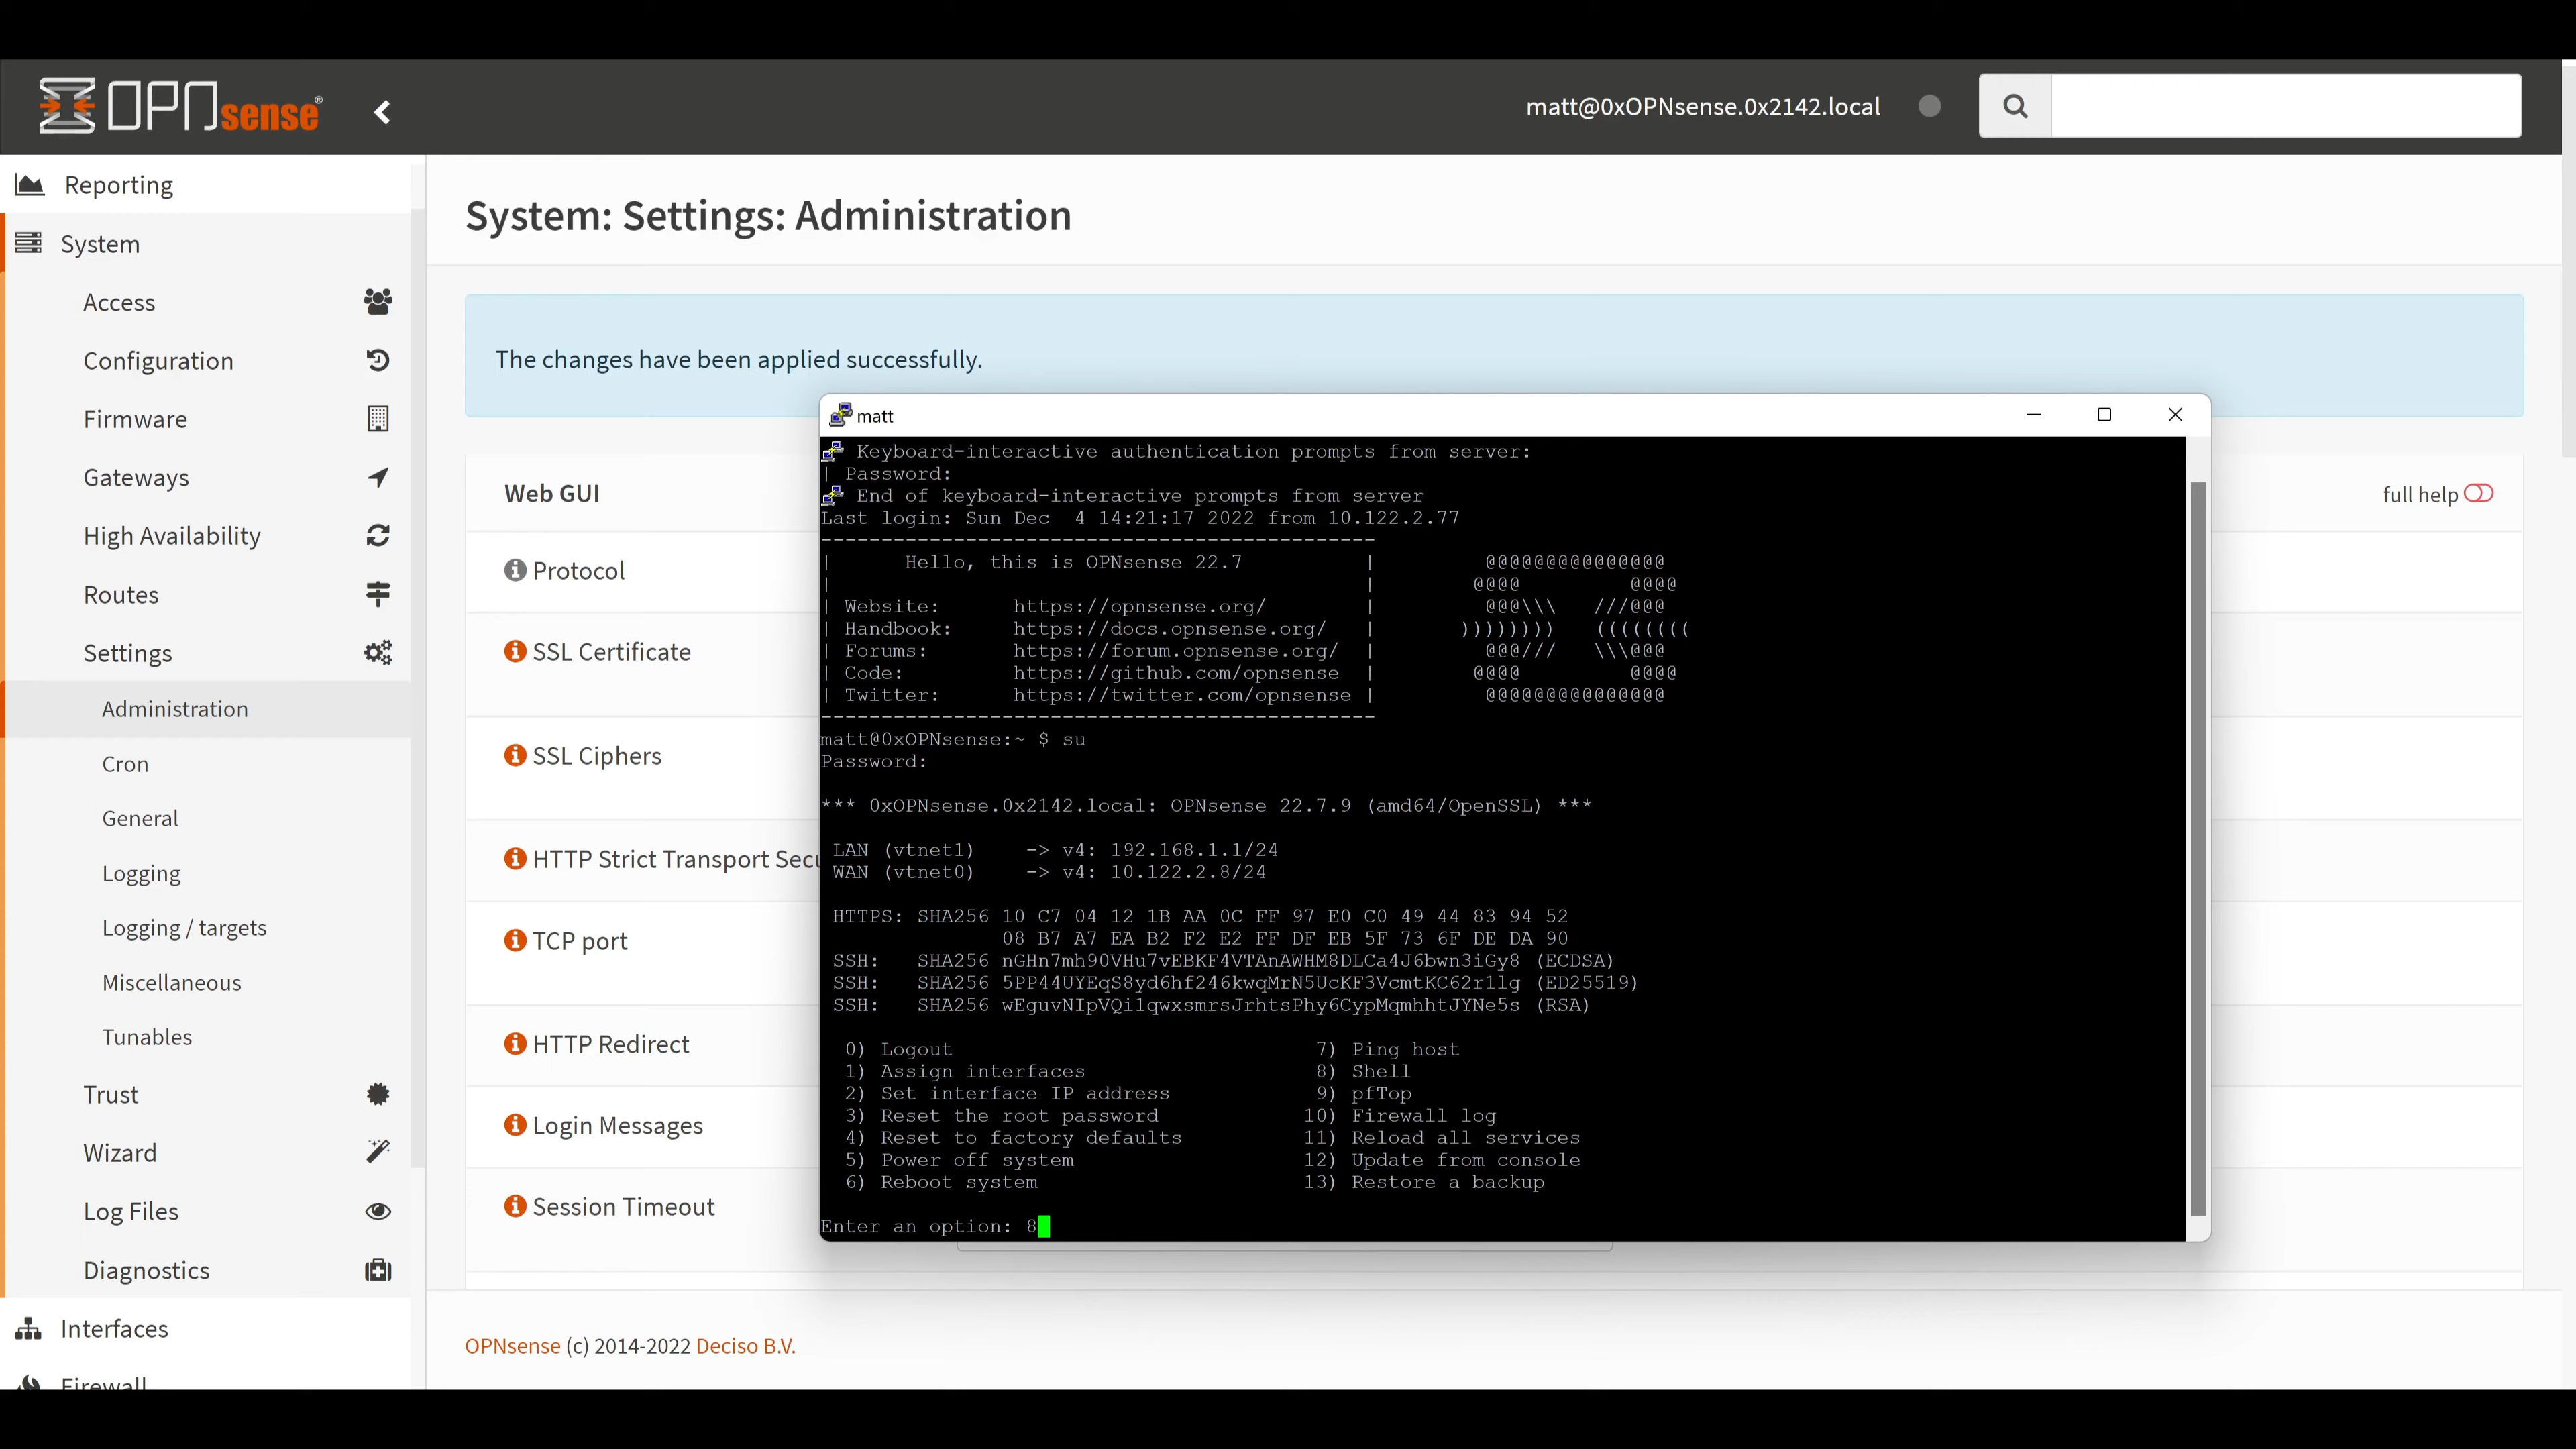 OPNsense®
matt@0xOPNsense.0x2142.local
Reporting
System
Access
Configuration
Firmware
Gateways
High Availability
Routes
Settings
Administration
Cron
General
Logging
Logging / targets
Miscellaneous
Tunables
Trust
Wizard
Log Files
Diagnostics
Interfaces
Firewall
System: Settings: Administration
The changes have been applied successfully.
Web GUI
full help
Protocol
SSL Certificate
SSL Ciphers
HTTP Strict Transport Secu
TCP port
HTTP Redirect
Login Messages
Session Timeout
OPNsense (c) 2014-2022 Deciso B.V.
matt
Keyboard-interactive authentication prompts from server:
| Password:
End of keyboard-interactive prompts from server
Last login: Sun Dec  4 14:21:17 2022 from 10.122.2.77
----------------------------------------------
|      Hello, this is OPNsense 22.7          |         @@@@@@@@@@@@@@@
|                                            |        @@@@         @@@@
| Website:      https://opnsense.org/        |         @@@\\\   ///@@@
| Handbook:     https://docs.opnsense.org/   |       ))))))))   ((((((((
| Forums:       https://forum.opnsense.org/  |         @@@///   \\\@@@
| Code:         https://github.com/opnsense  |        @@@@         @@@@
| Twitter:      https://twitter.com/opnsense |         @@@@@@@@@@@@@@@
----------------------------------------------
matt@0xOPNsense:~ $ su
Password:
*** 0xOPNsense.0x2142.local: OPNsense 22.7.9 (amd64/OpenSSL) ***
LAN (vtnet1)    -> v4: 192.168.1.1/24
WAN (vtnet0)    -> v4: 10.122.2.8/24
HTTPS: SHA256 10 C7 04 12 1B AA 0C FF 97 E0 C0 49 44 83 94 52
08 B7 A7 EA B2 F2 E2 FF DF EB 5F 73 6F DE DA 90
SSH:   SHA256 nGHn7mh90VHu7vEBKF4VTAnAWHM8DLCa4J6bwn3iGy8 (ECDSA)
SSH:   SHA256 5PP44UYEqS8yd6hf246kwqMrN5UcKF3VcmtKC62r1lg (ED25519)
SSH:   SHA256 wEguvNIpVQi1qwxsmrsJrhtsPhy6CypMqmhhtJYNe5s (RSA)
0) Logout                              7) Ping host
1) Assign interfaces                   8) Shell
2) Set interface IP address            9) pfTop
3) Reset the root password            10) Firewall log
4) Reset to factory defaults          11) Reload all services
5) Power off system                   12) Update from console
6) Reboot system                      13) Restore a backup
Enter an option: 8